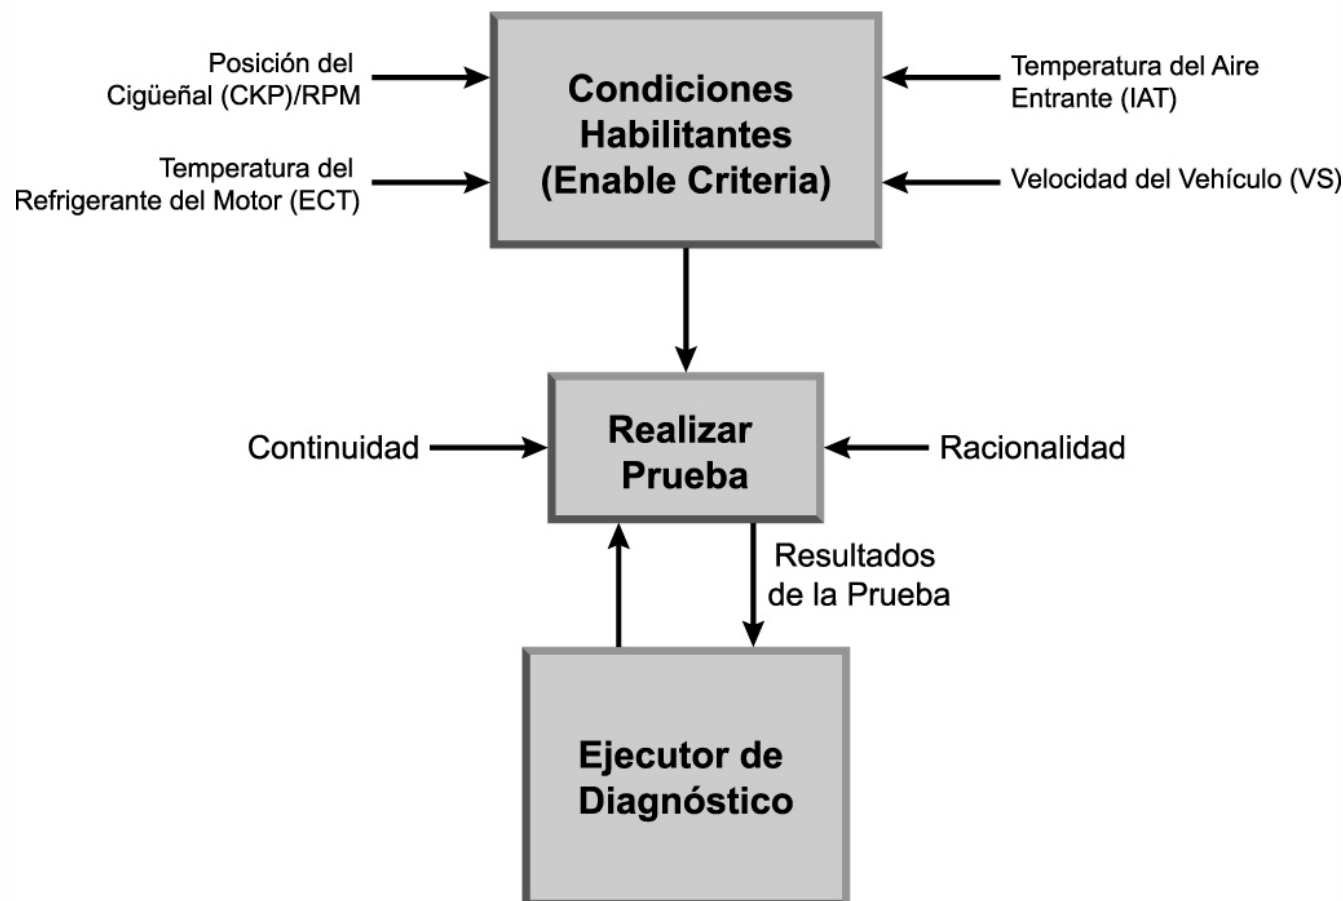 Posición del
Cigüeñal (CKP)/RPM
Temperatura del
Refrigerante del Motor (ECT)
Condiciones
Habilitantes
(Enable Criteria)
Temperatura del Aire
Entrante (IAT)
Velocidad del Vehículo (VS)
Continuidad
Realizar
Prueba
Racionalidad
Resultados
de la Prueba
Ejecutor de
Diagnóstico